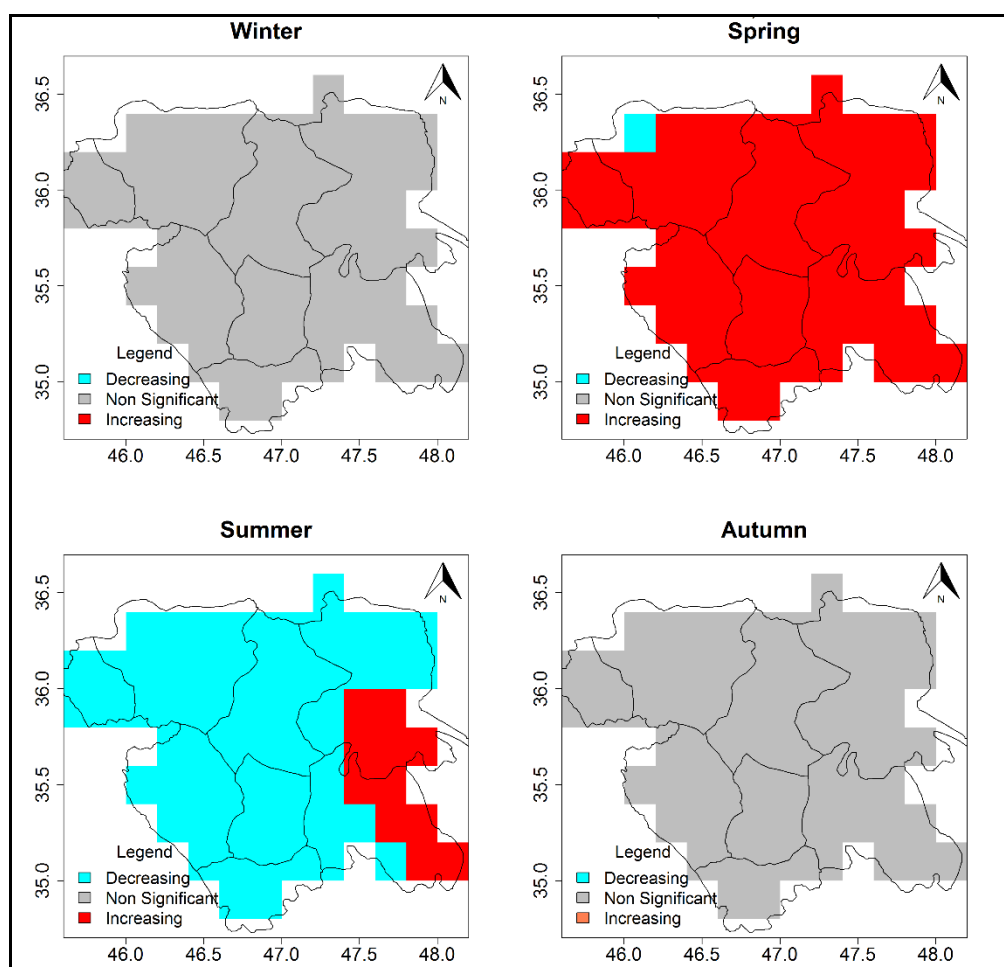 Winter
Spring
N
N
36.5
36.0
35.5
35.0
36.5
36.0
35.5
35.0
Legend
Decreasing
Non Significant
Increasing
Legend
Decreasing
Non Significant
Increasing
46.0 46.5 47.0 47.5 48.0
46.0 46.5 47.0 47.5 48.0
Summer
Autumn
N
N
36.5
36.0
35.5
35.0
36.5
36.0
35.5
35.0
Legend
Decreasing
Non Significant
Increasing
Legend
Decreasing
Non Significant
Increasing
46.0 46.5 47.0 47.5 48.0
46.0 46.5 47.0 47.5 48.0